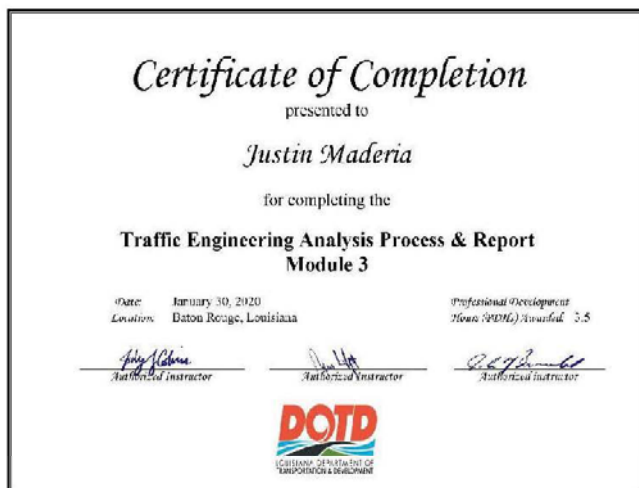 Certificate of Completion
presented to
Justin Maderia
for completing the
Traffic Engineering Analysis Process & Report
Module 3
Date: January 30, 2020
Location: Baton Rouge, Louisiana
Professional Development
Hours (PDHs) Awarded 3.5
Authorized Instructor
Authorized Instructor
Authorized Instructor
DOTD
LOUISIANA DEPARTMENT OF
TRANSPORTATION & DEVELOPMENT